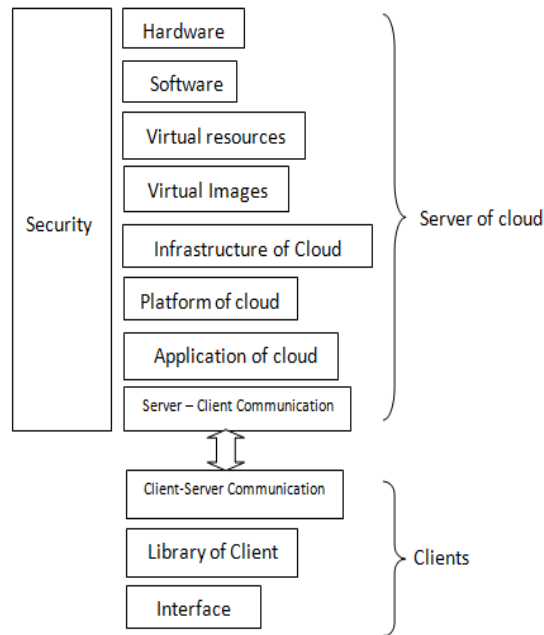 Hardware
Software
Virtual resources
Virtual Images
Security
Server of cloud
Infrastructure of Cloud
Platform of cloud
Application of cloud
Server – Client Communication
Client-Server Communication
Library of Client
Clients
Interface